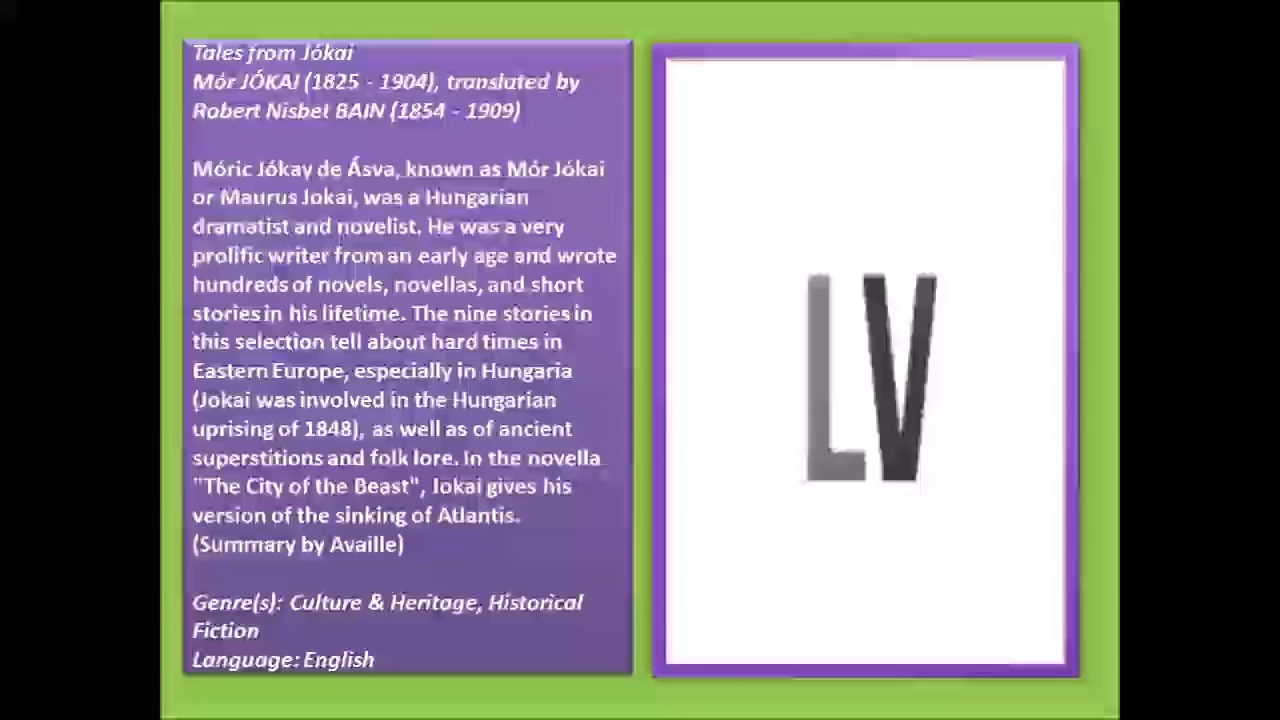 Tales from Jókai
Mór JÓKAI (1825 - 1904), translated by
Robert Nisbet BAIN (1854 - 1909)
Móric Jókay de Ásva, known as Mór Jókai
or Maurus Jokai, was a Hungarian
dramatist and novelist. He was a very
prolific writer from an early age and wrote
hundreds of novels, novellas, and short
stories in his lifetime. The nine stories in
this selection tell about hard times in
Eastern Europe, especially in Hungaria
(Jokai was involved in the Hungarian
uprising of 1848), as well as of ancient
superstitions and folk lore. In the novella
"The City of the Beast", Jokai gives his
version of the sinking of Atlantis.
(Summary by Availle)
Genre(s): Culture & Heritage, Historical
Fiction
Language: English
LV